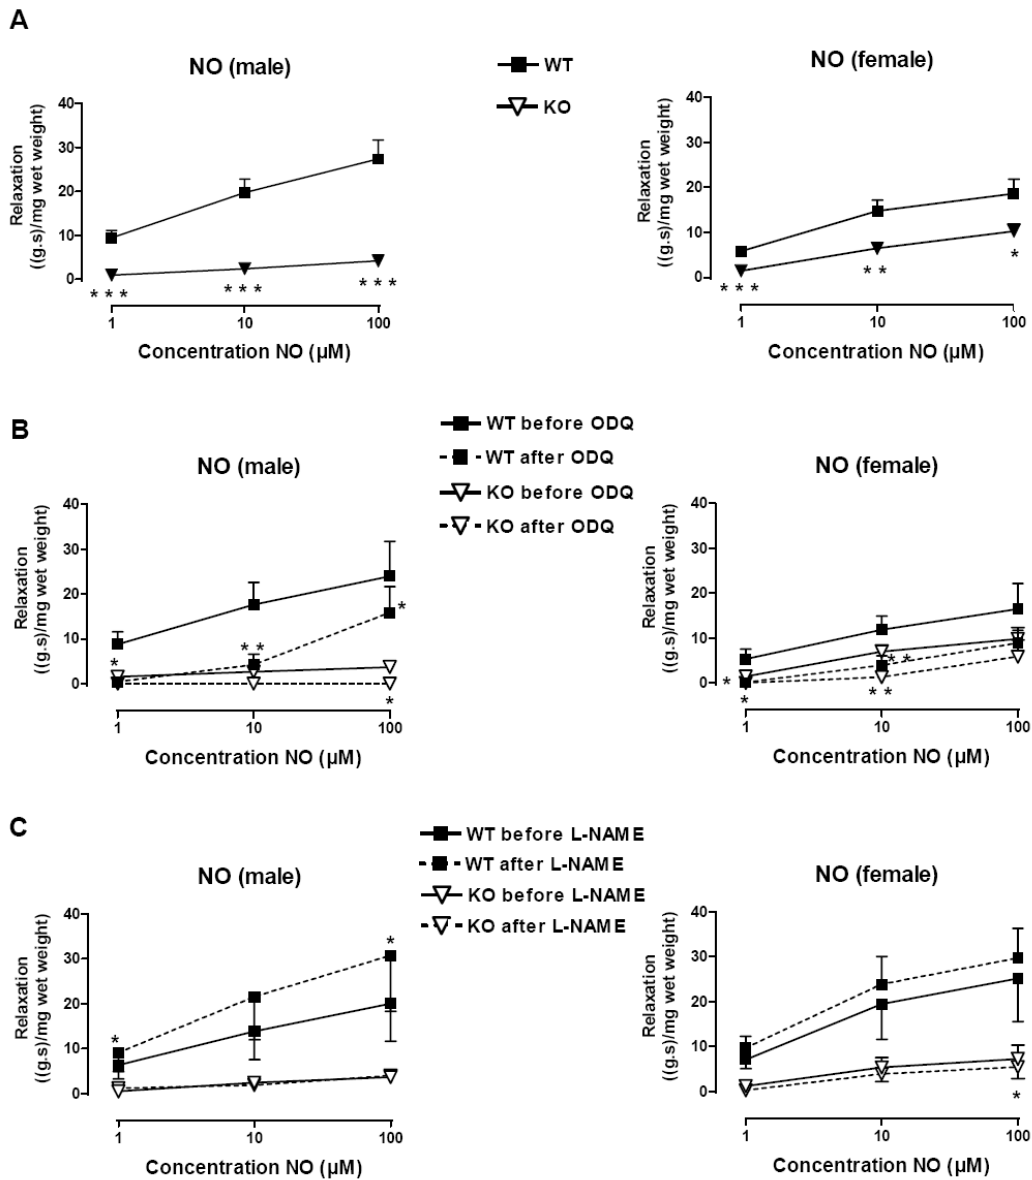 A
NO (male)
WT
KO
NO (female)
Relaxation
((g.s)/mg wet weight)
40
30
20
10
0
***
***
***
1
10
100
Concentration NO (µM)
Relaxation
((g.s)/mg wet weight)
40
30
20
10
0
***
**
*
1
10
100
Concentration NO (µM)
B
WT before ODQ
WT after ODQ
KO before ODQ
KO after ODQ
NO (male)
NO (female)
Relaxation
((g.s)/mg wet weight)
40
30
20
10
0
*
**
*
*
1
10
100
Concentration NO (µM)
Relaxation
((g.s)/mg wet weight)
40
30
20
10
0
*
*
**
**
1
10
100
Concentration NO (µM)
C
WT before L-NAME
WT after L-NAME
KO before L-NAME
KO after L-NAME
NO (male)
NO (female)
Relaxation
((g.s)/mg wet weight)
40
30
20
10
0
*
*
1
10
100
Concentration NO (µM)
Relaxation
((g.s)/mg wet weight)
40
30
20
10
0
*
1
10
100
Concentration NO (µM)